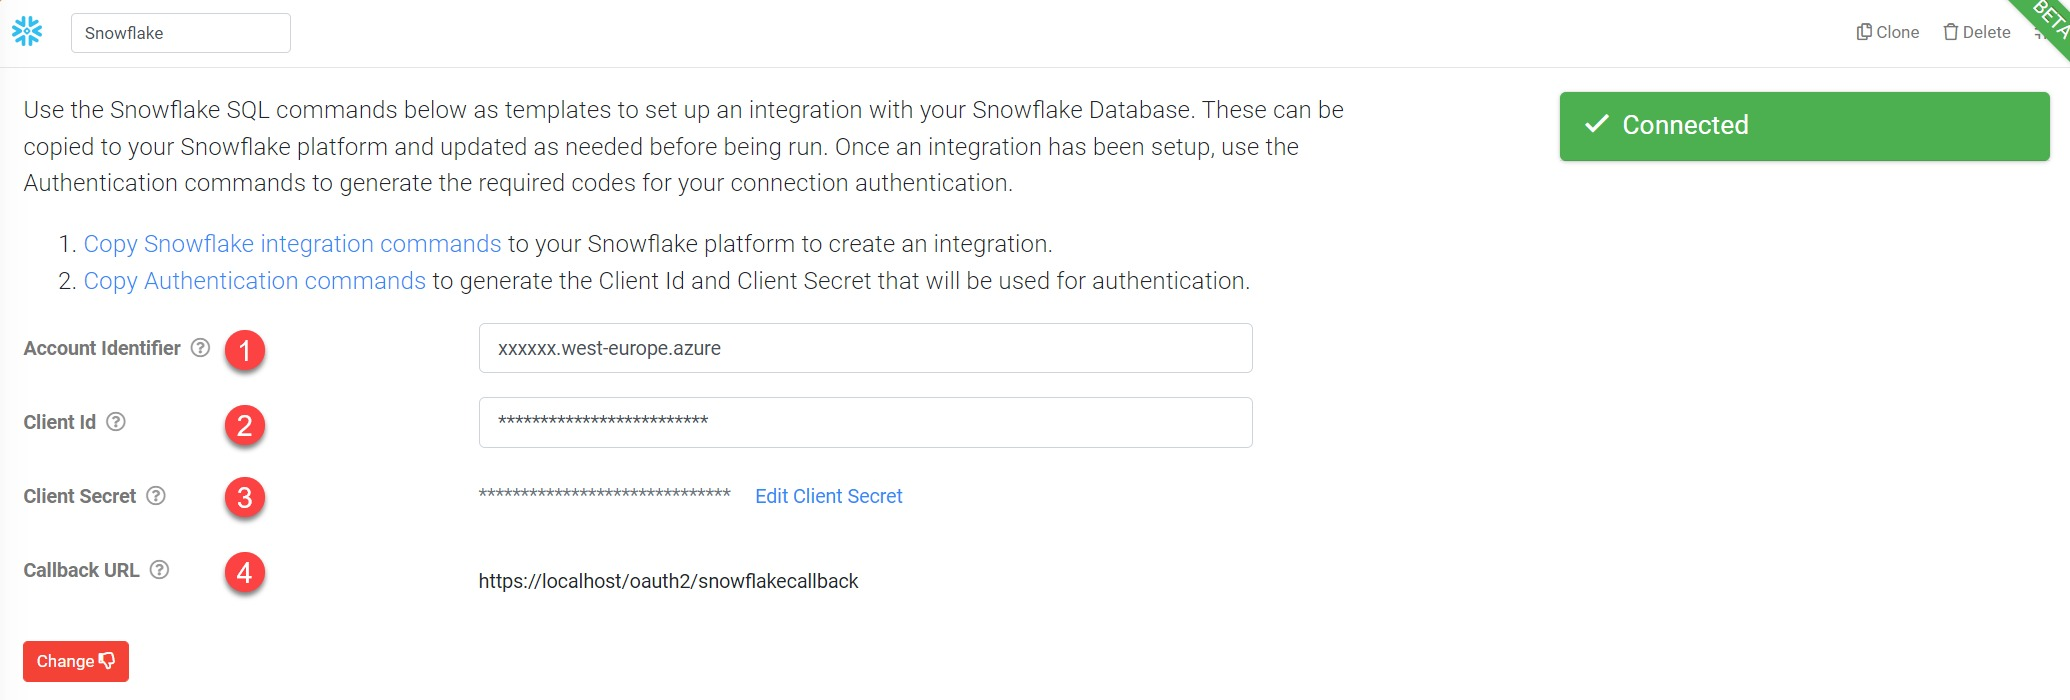 Snowflake
Clone Delete
BETA
Use the Snowflake SQL commands below as templates to set up an integration with your Snowflake Database. These can be
copied to your Snowflake platform and updated as needed before being run. Once an integration has been setup, use the
Authentication commands to generate the required codes for your connection authentication.
Connected
1. Copy Snowflake integration commands to your Snowflake platform to create an integration.
2. Copy Authentication commands to generate the Client Id and Client Secret that will be used for authentication.
Account Identifier ? 1 xxxxxx.west-europe.azure
Client Id ? 2 *************************
Client Secret ? 3 ****************************** Edit Client Secret
Callback URL ? 4 https://localhost/oauth2/snowflakecallback
Change